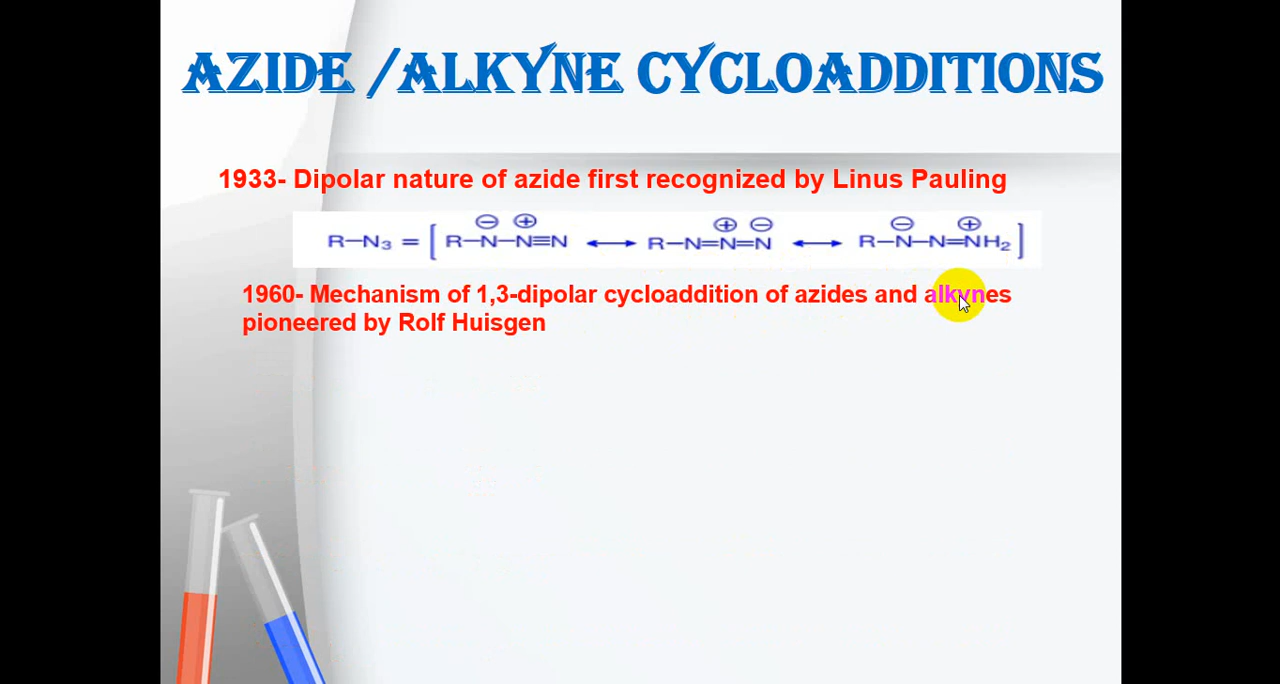 AZIDE /ALKYNE CYCLOADDITIONS
1933- Dipolar nature of azide first recognized by Linus Pauling
R–N₃ = [ R–N⊖–N⊕≡N ↔ R–N=N⊕=N⊖ ↔ R–N⊖–N=N⊕H₂ ]
1960- Mechanism of 1,3-dipolar cycloaddition of azides and alkynes
pioneered by Rolf Huisgen